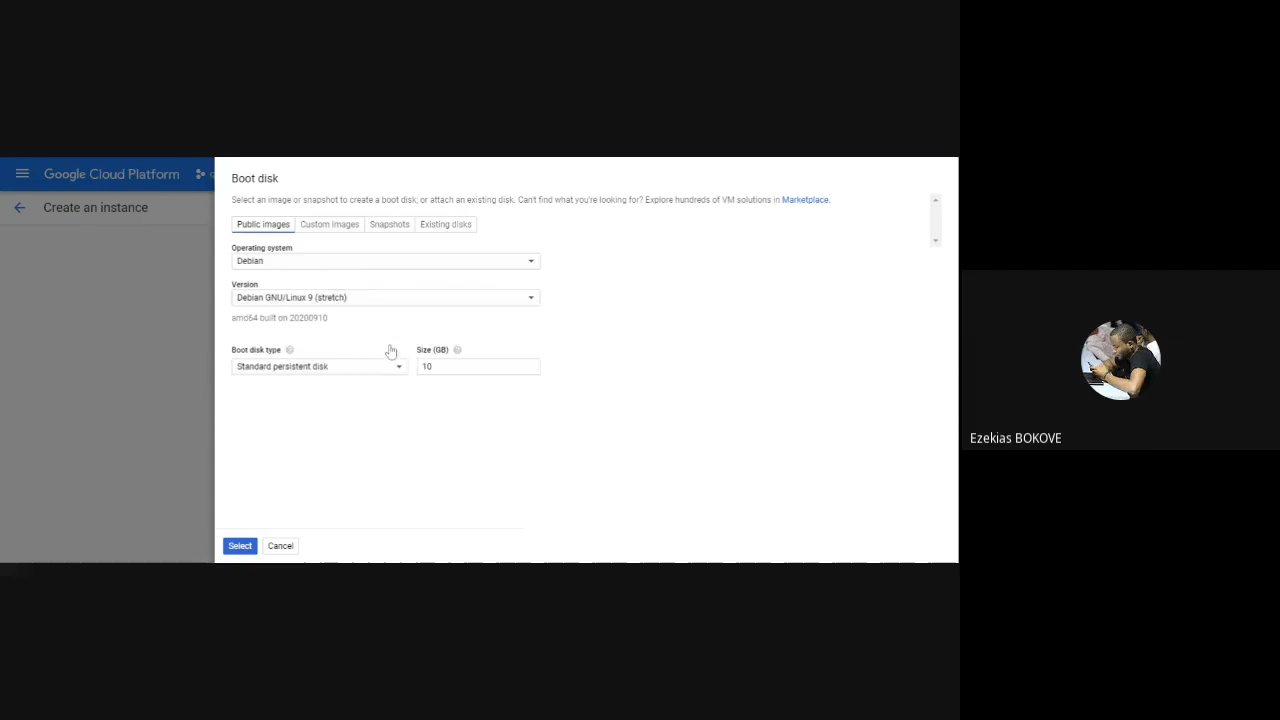 Google Cloud Platform
Create an instance
Boot disk
Select an image or snapshot to create a boot disk; or attach an existing disk. Can't find what you're looking for? Explore hundreds of VM solutions in Marketplace.
Public images Custom images Snapshots Existing disks
Operating system
Debian
Version
Debian GNU/Linux 9 (stretch)
amd64 built on 20200910
Boot disk type Size (GB)
Standard persistent disk 10
Select Cancel
Ezekias BOKOVE